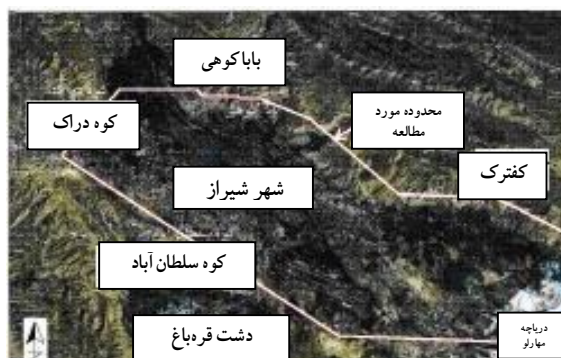 باباکوهی
محدوده مورد
مطالعه
کوه دراک
کفترک
شهر شیراز
کوه سلطان آباد
دریاچه
مهارلو
دشت قره‌باغ